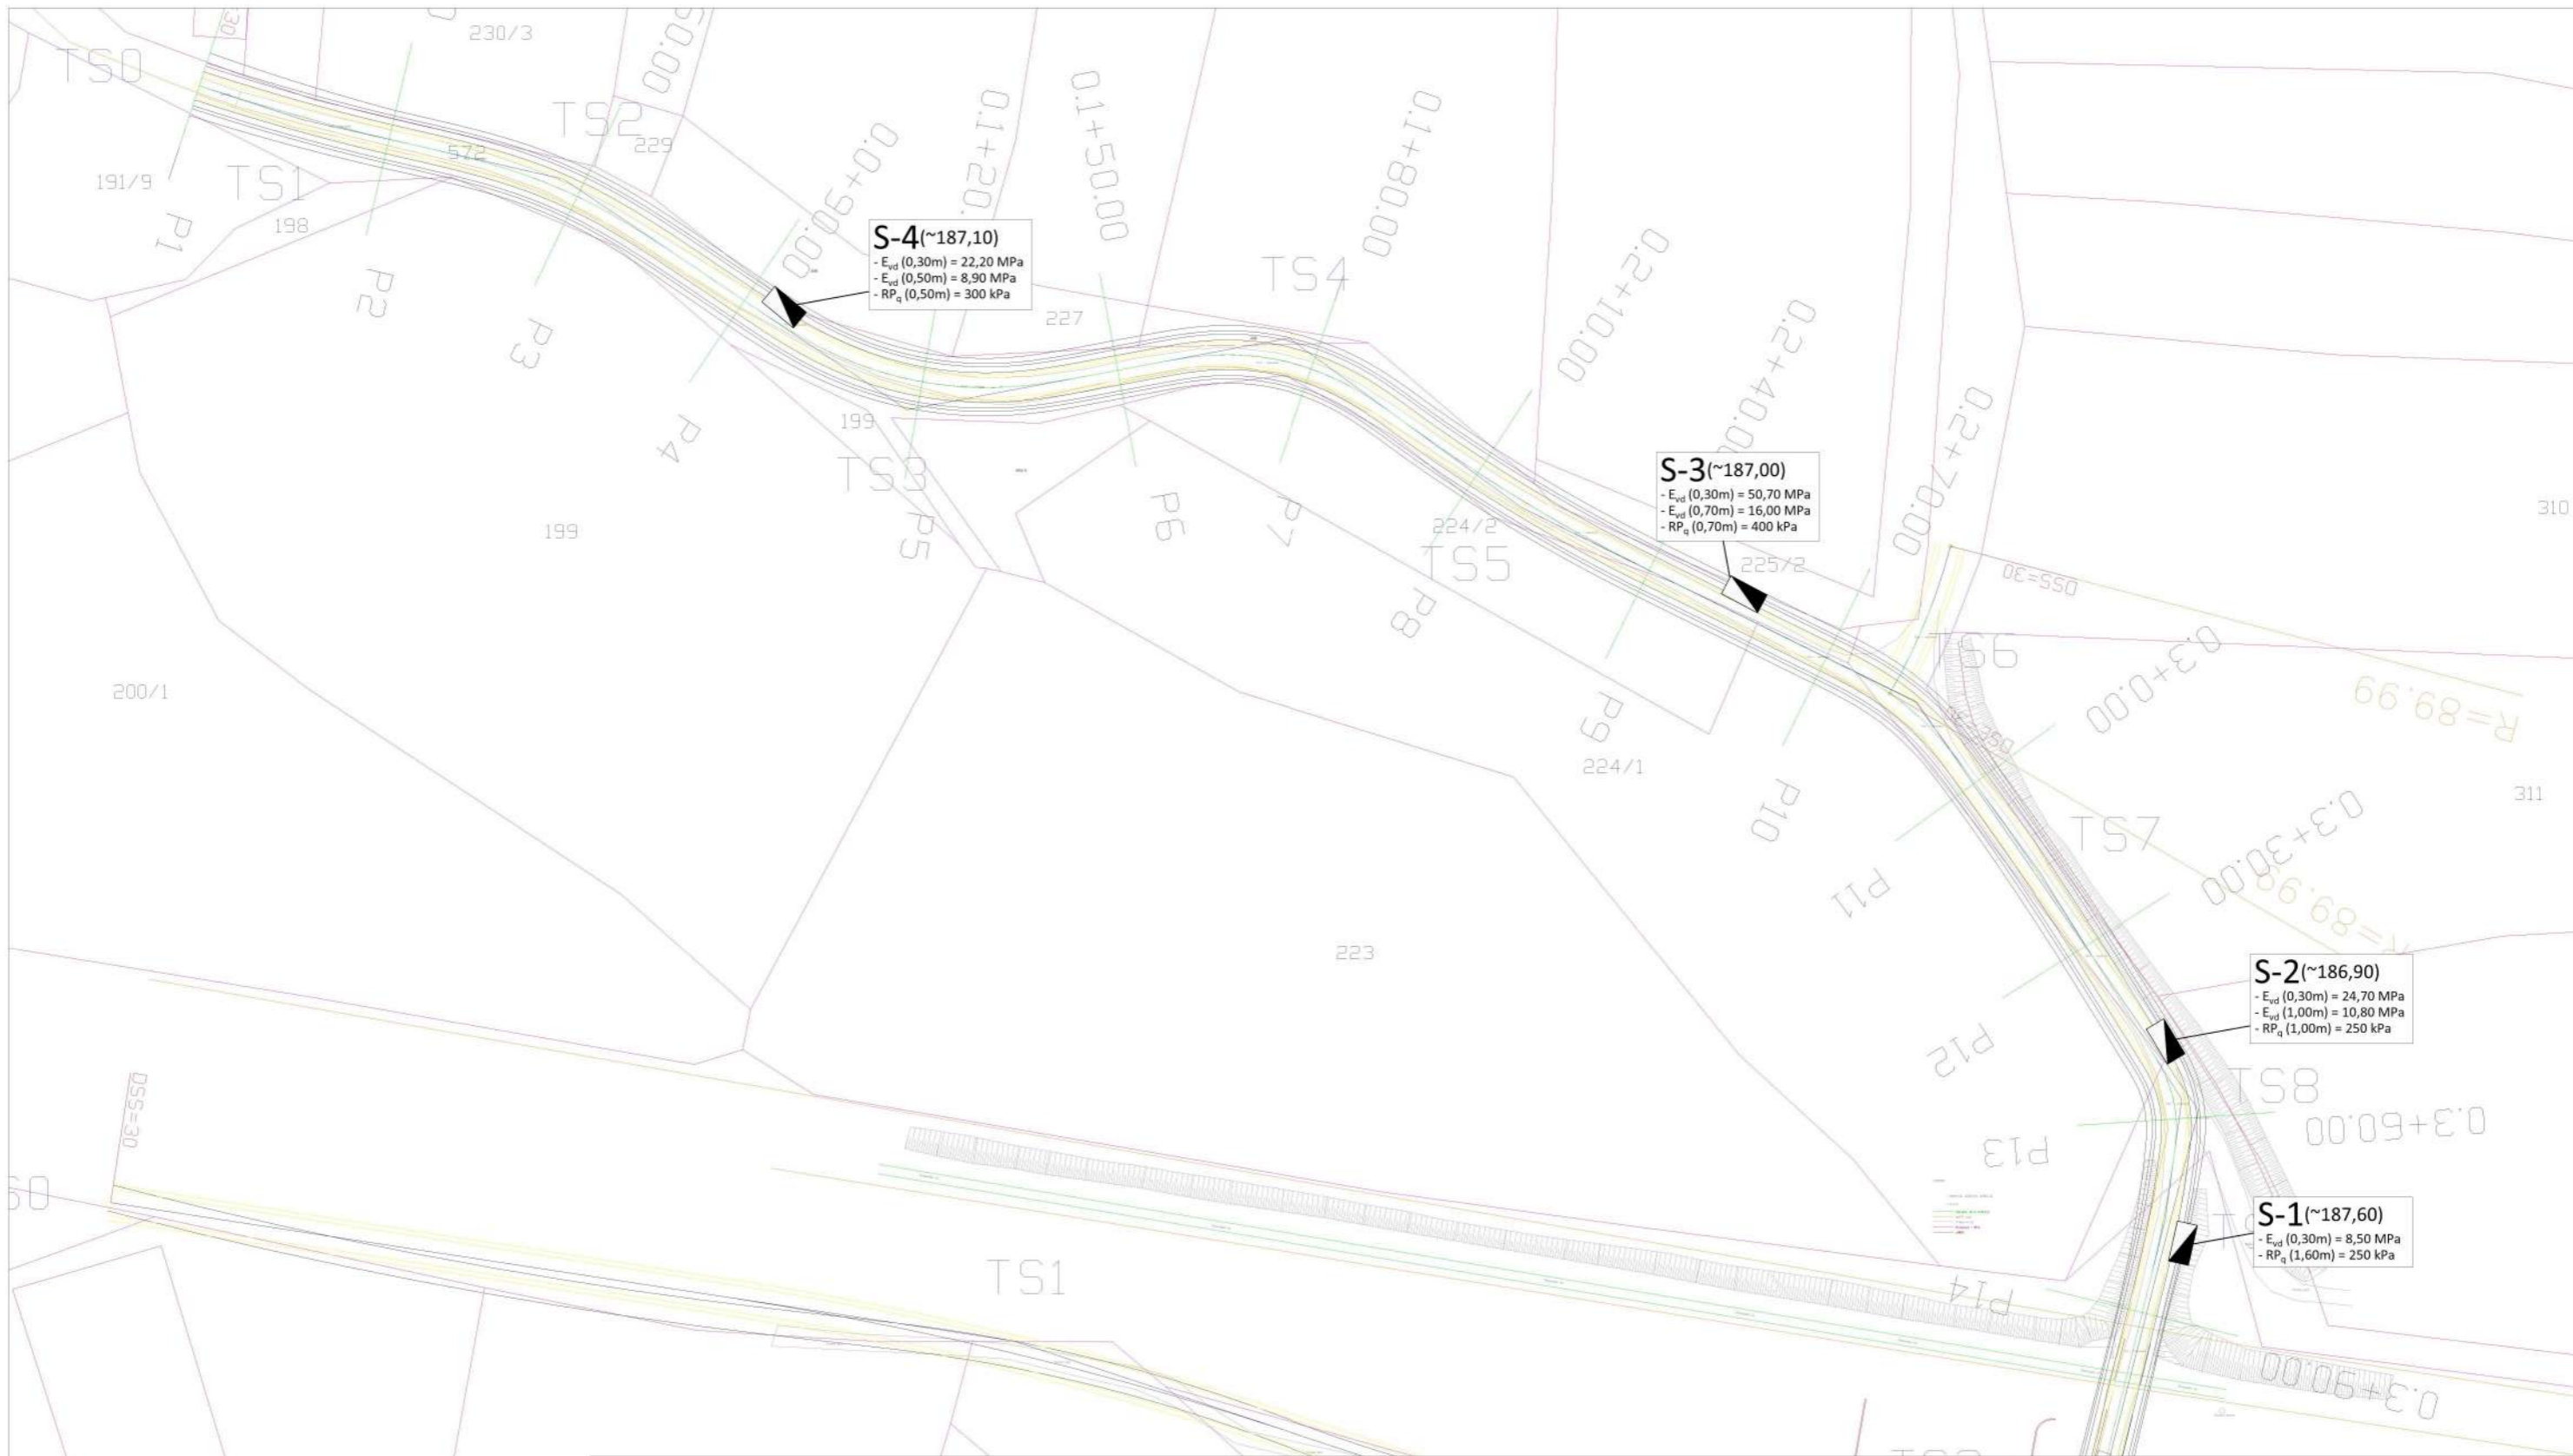 TS0
230/3
TS2
229
572
191/9
TS1
198
P1
P2
P3
P4
0.0+90.00
0.1+20.
0.1+50.00
0.1+80.00
S-4(~187,10)
- Evd (0,30m) = 22,20 MPa
- Evd (0,50m) = 8,90 MPa
- RPq (0,50m) = 300 kPa
TS4
227
0.2+10.00
0.2+40.00
0.2+70.00
199
TS3
P5
P6
P7
199
S-3(~187,00)
- Evd (0,30m) = 50,70 MPa
- Evd (0,70m) = 16,00 MPa
- RPq (0,70m) = 400 kPa
224/2
TS5
225/2
310
DSS=30
P8
P9
TS6
0.3+0.00
R=89.99
200/1
224/1
P10
311
TS7
0.3+30.00
R=89.99
P11
223
S-2(~186,90)
- Evd (0,30m) = 24,70 MPa
- Evd (1,00m) = 10,80 MPa
- RPq (1,00m) = 250 kPa
P12
TS8
0.3+60.00
P13
DSS=30
S-1(~187,60)
- Evd (0,30m) = 8,50 MPa
- RPq (1,60m) = 250 kPa
TS1
P14
0.3+90.00